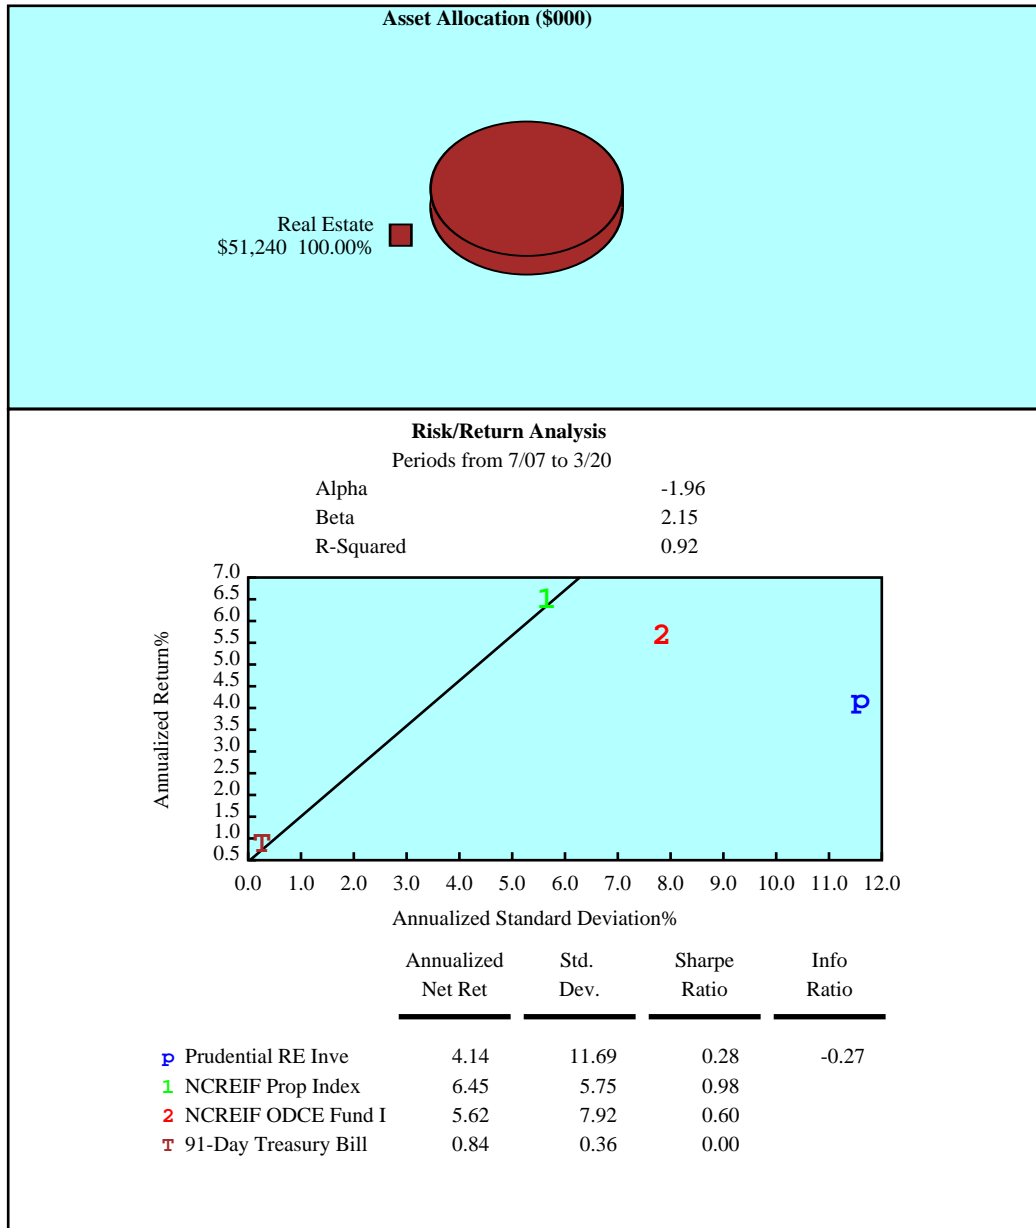 Asset Allocation ($000)
Real Estate
$51,240 100.00%
Risk/Return Analysis
Periods from 7/07 to 3/20
Alpha -1.96
Beta 2.15
R-Squared 0.92
Annualized Return%
7.0
6.5
6.0
5.5
5.0
4.5
4.0
3.5
3.0
2.5
2.0
1.5
1.0
0.5
1
2
p
T
0.0 1.0 2.0 3.0 4.0 5.0 6.0 7.0 8.0 9.0 10.0 11.0 12.0
Annualized Standard Deviation%
Annualized Std. Sharpe Info
Net Ret Dev. Ratio Ratio
p Prudential RE Inve 4.14 11.69 0.28 -0.27
1 NCREIF Prop Index 6.45 5.75 0.98
2 NCREIF ODCE Fund I 5.62 7.92 0.60
T 91-Day Treasury Bill 0.84 0.36 0.00